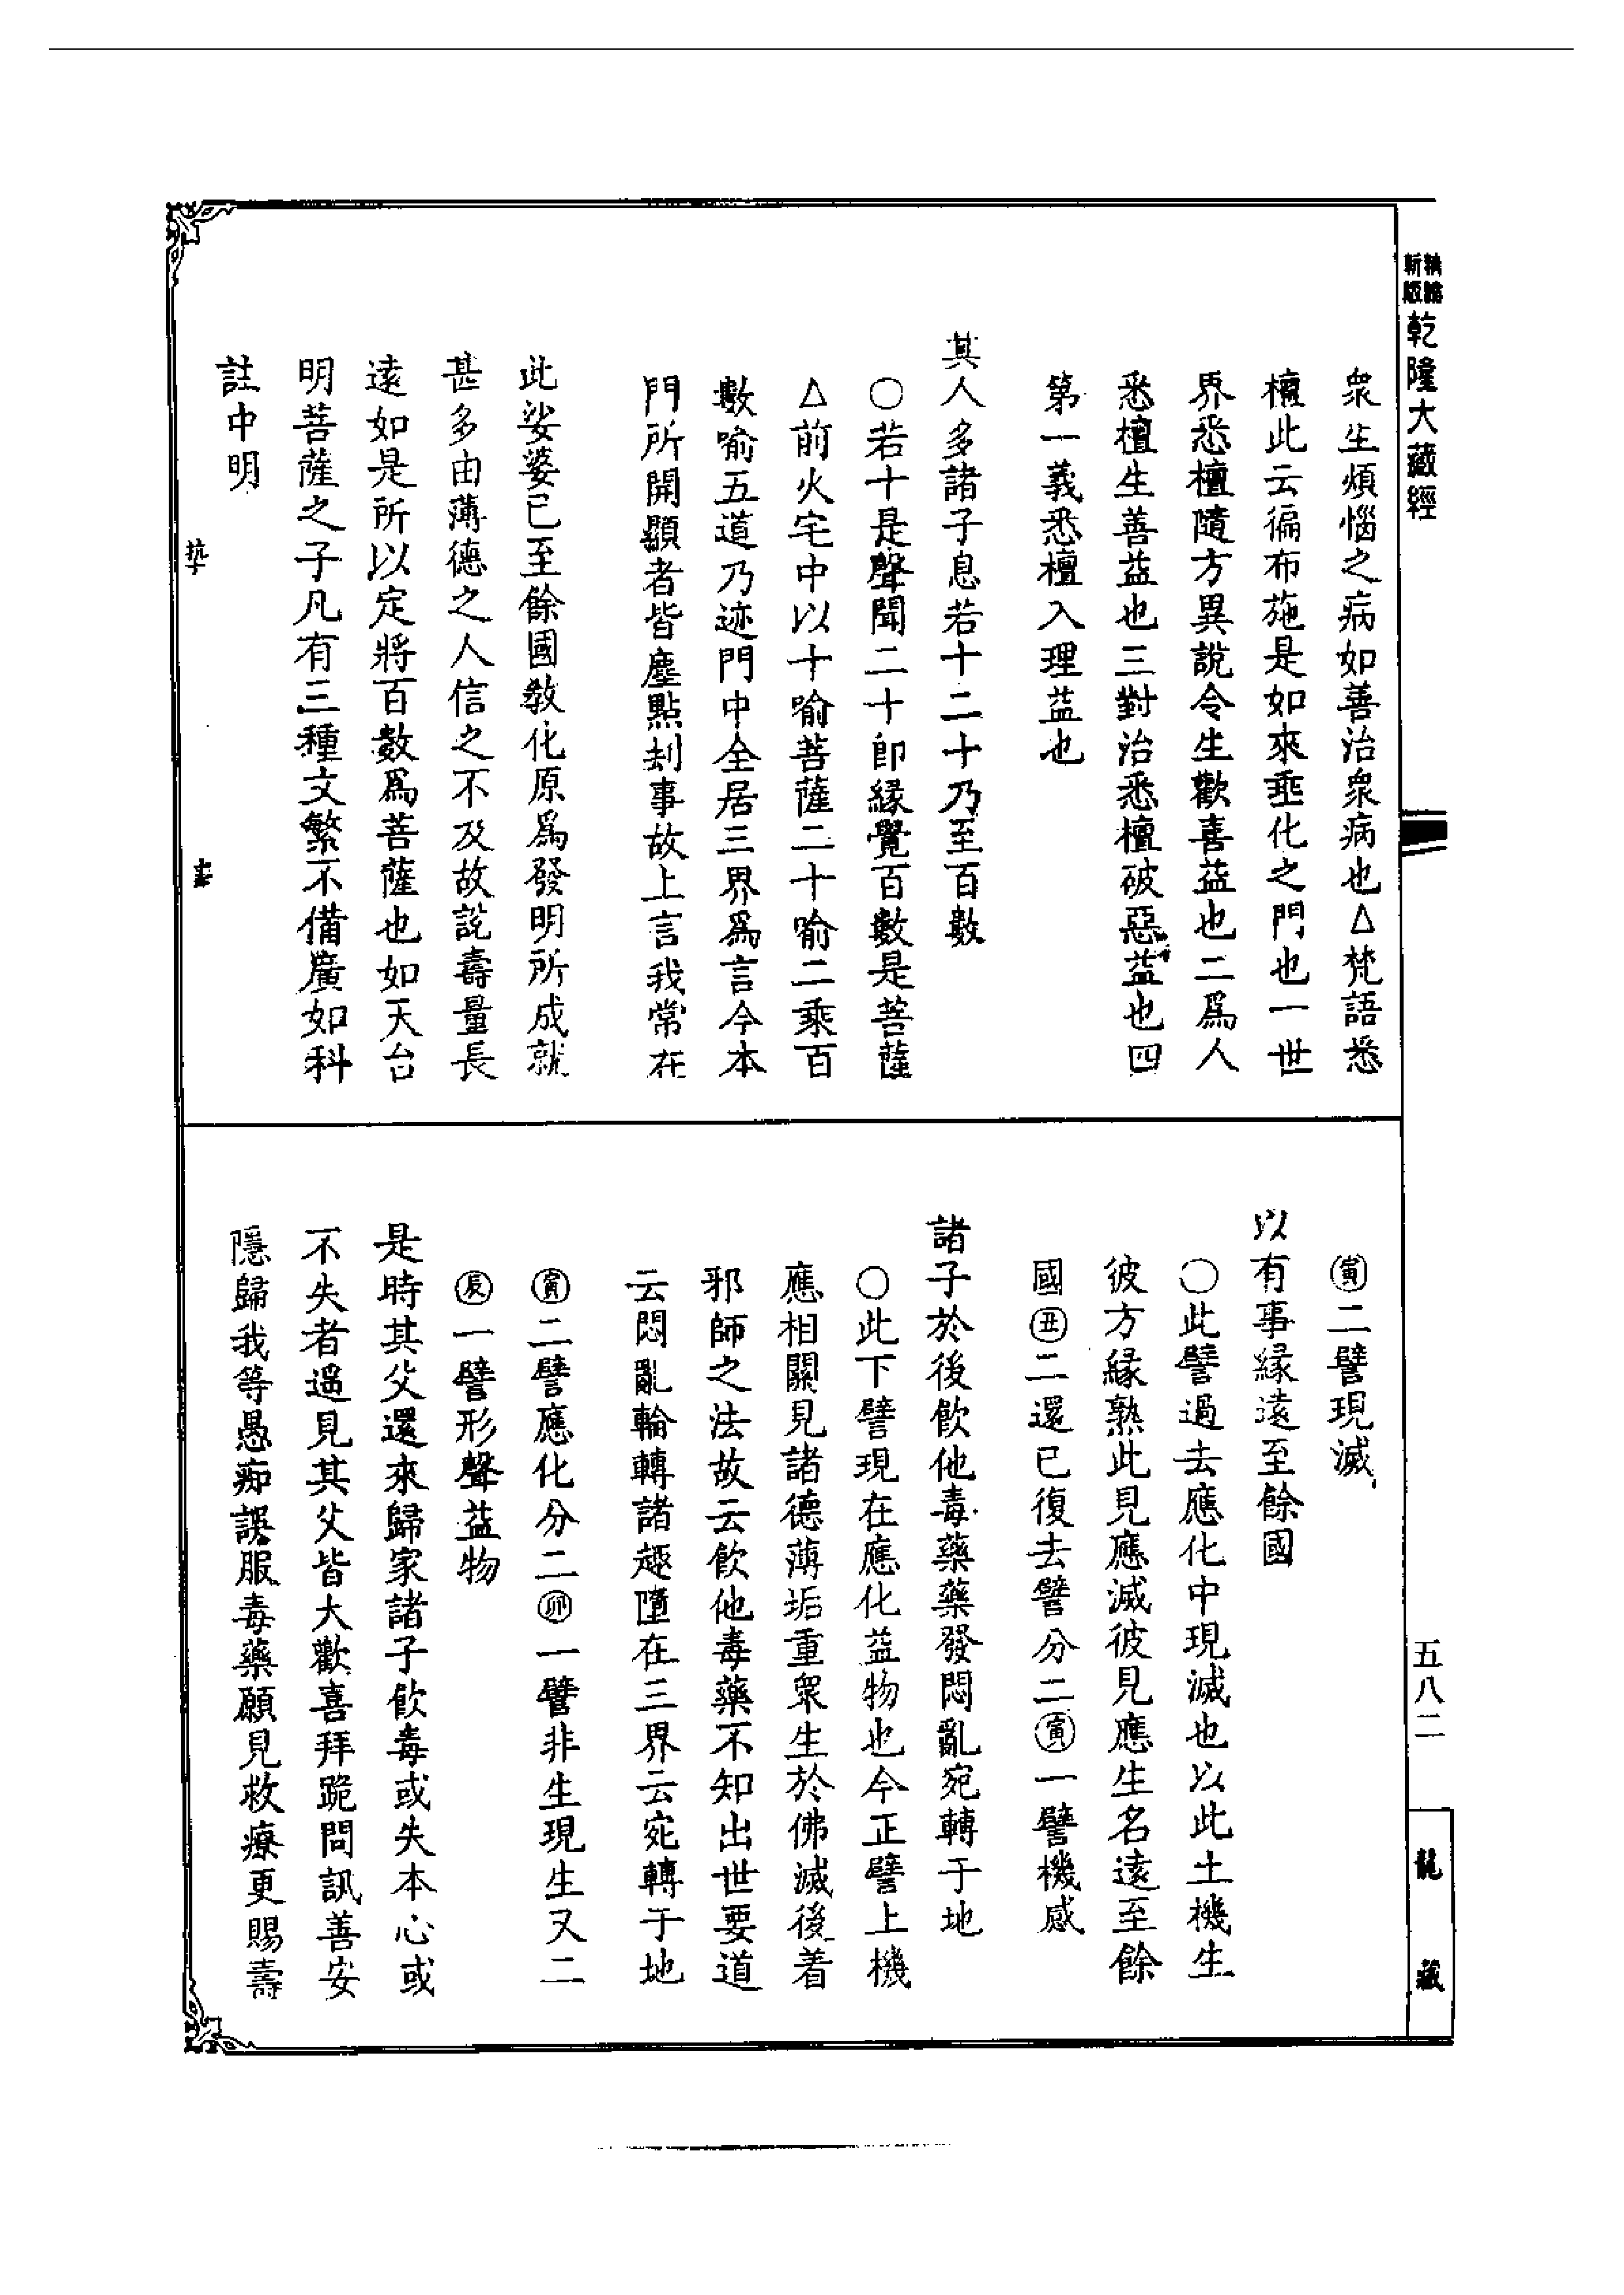 精縮
新版
乾隆大藏經
衆生煩惱之病如善治衆病也△梵語悉
檀此云徧布施是如來垂化之門也一世
界悉檀隨方異說令生歡喜益也二爲人
悉檀生善益也三對治悉檀破惡益也四
第一義悉檀入理益也
其人多諸子息若十二十乃至百數
○若十是聲聞二十卽緣覺百數是菩薩
△前火宅中以十喻菩薩二十喻二乘百
數喻五道乃迹門中全居三界爲言今本
門所開顯者皆塵點刦事故上言我常在
此娑婆已至餘國教化原爲發明所成就
甚多由薄德之人信之不及故説壽量長
遠如是所以定將百數爲菩薩也如天台
明菩薩之子凡有三種文繁不備廣如科
註中明
㊢二譬現滅
以有事緣遠至餘國
○此譬過去應化中現滅也以此土機生
彼方緣熟此見應滅彼見應生名遠至餘
國丑二還已復去譬分二寅一譬機感
諸子於後飲他毒藥藥發悶亂宛轉于地
○此下譬現在應化益物也今正譬上機
應相關見諸德薄垢重衆生於佛滅後着
邪師之法故云飲他毒藥不知出世要道
云悶亂輪轉諸趣墮在三界云宛轉于地
寅二譬應化分二卯一譬非生現生又二
辰一譬形聲益物
是時其父還來歸家諸子飲毒或失本心或
不失者遥見其父皆大歡喜拜跪問訊善安
隱歸我等愚痴誤服毒藥願見救療更賜壽
五八二
龍藏